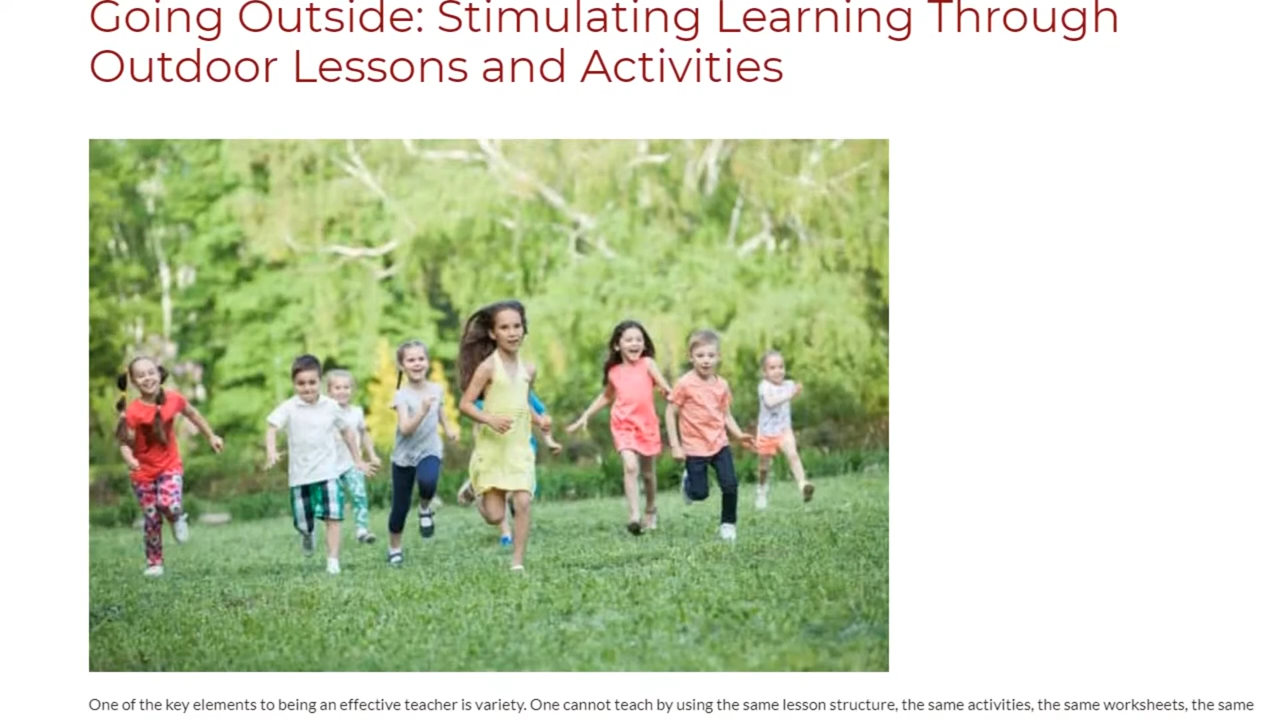 Going Outside: Stimulating Learning Through
Outdoor Lessons and Activities
One of the key elements to being an effective teacher is variety. One cannot teach by using the same lesson structure, the same activities, the same worksheets, the same